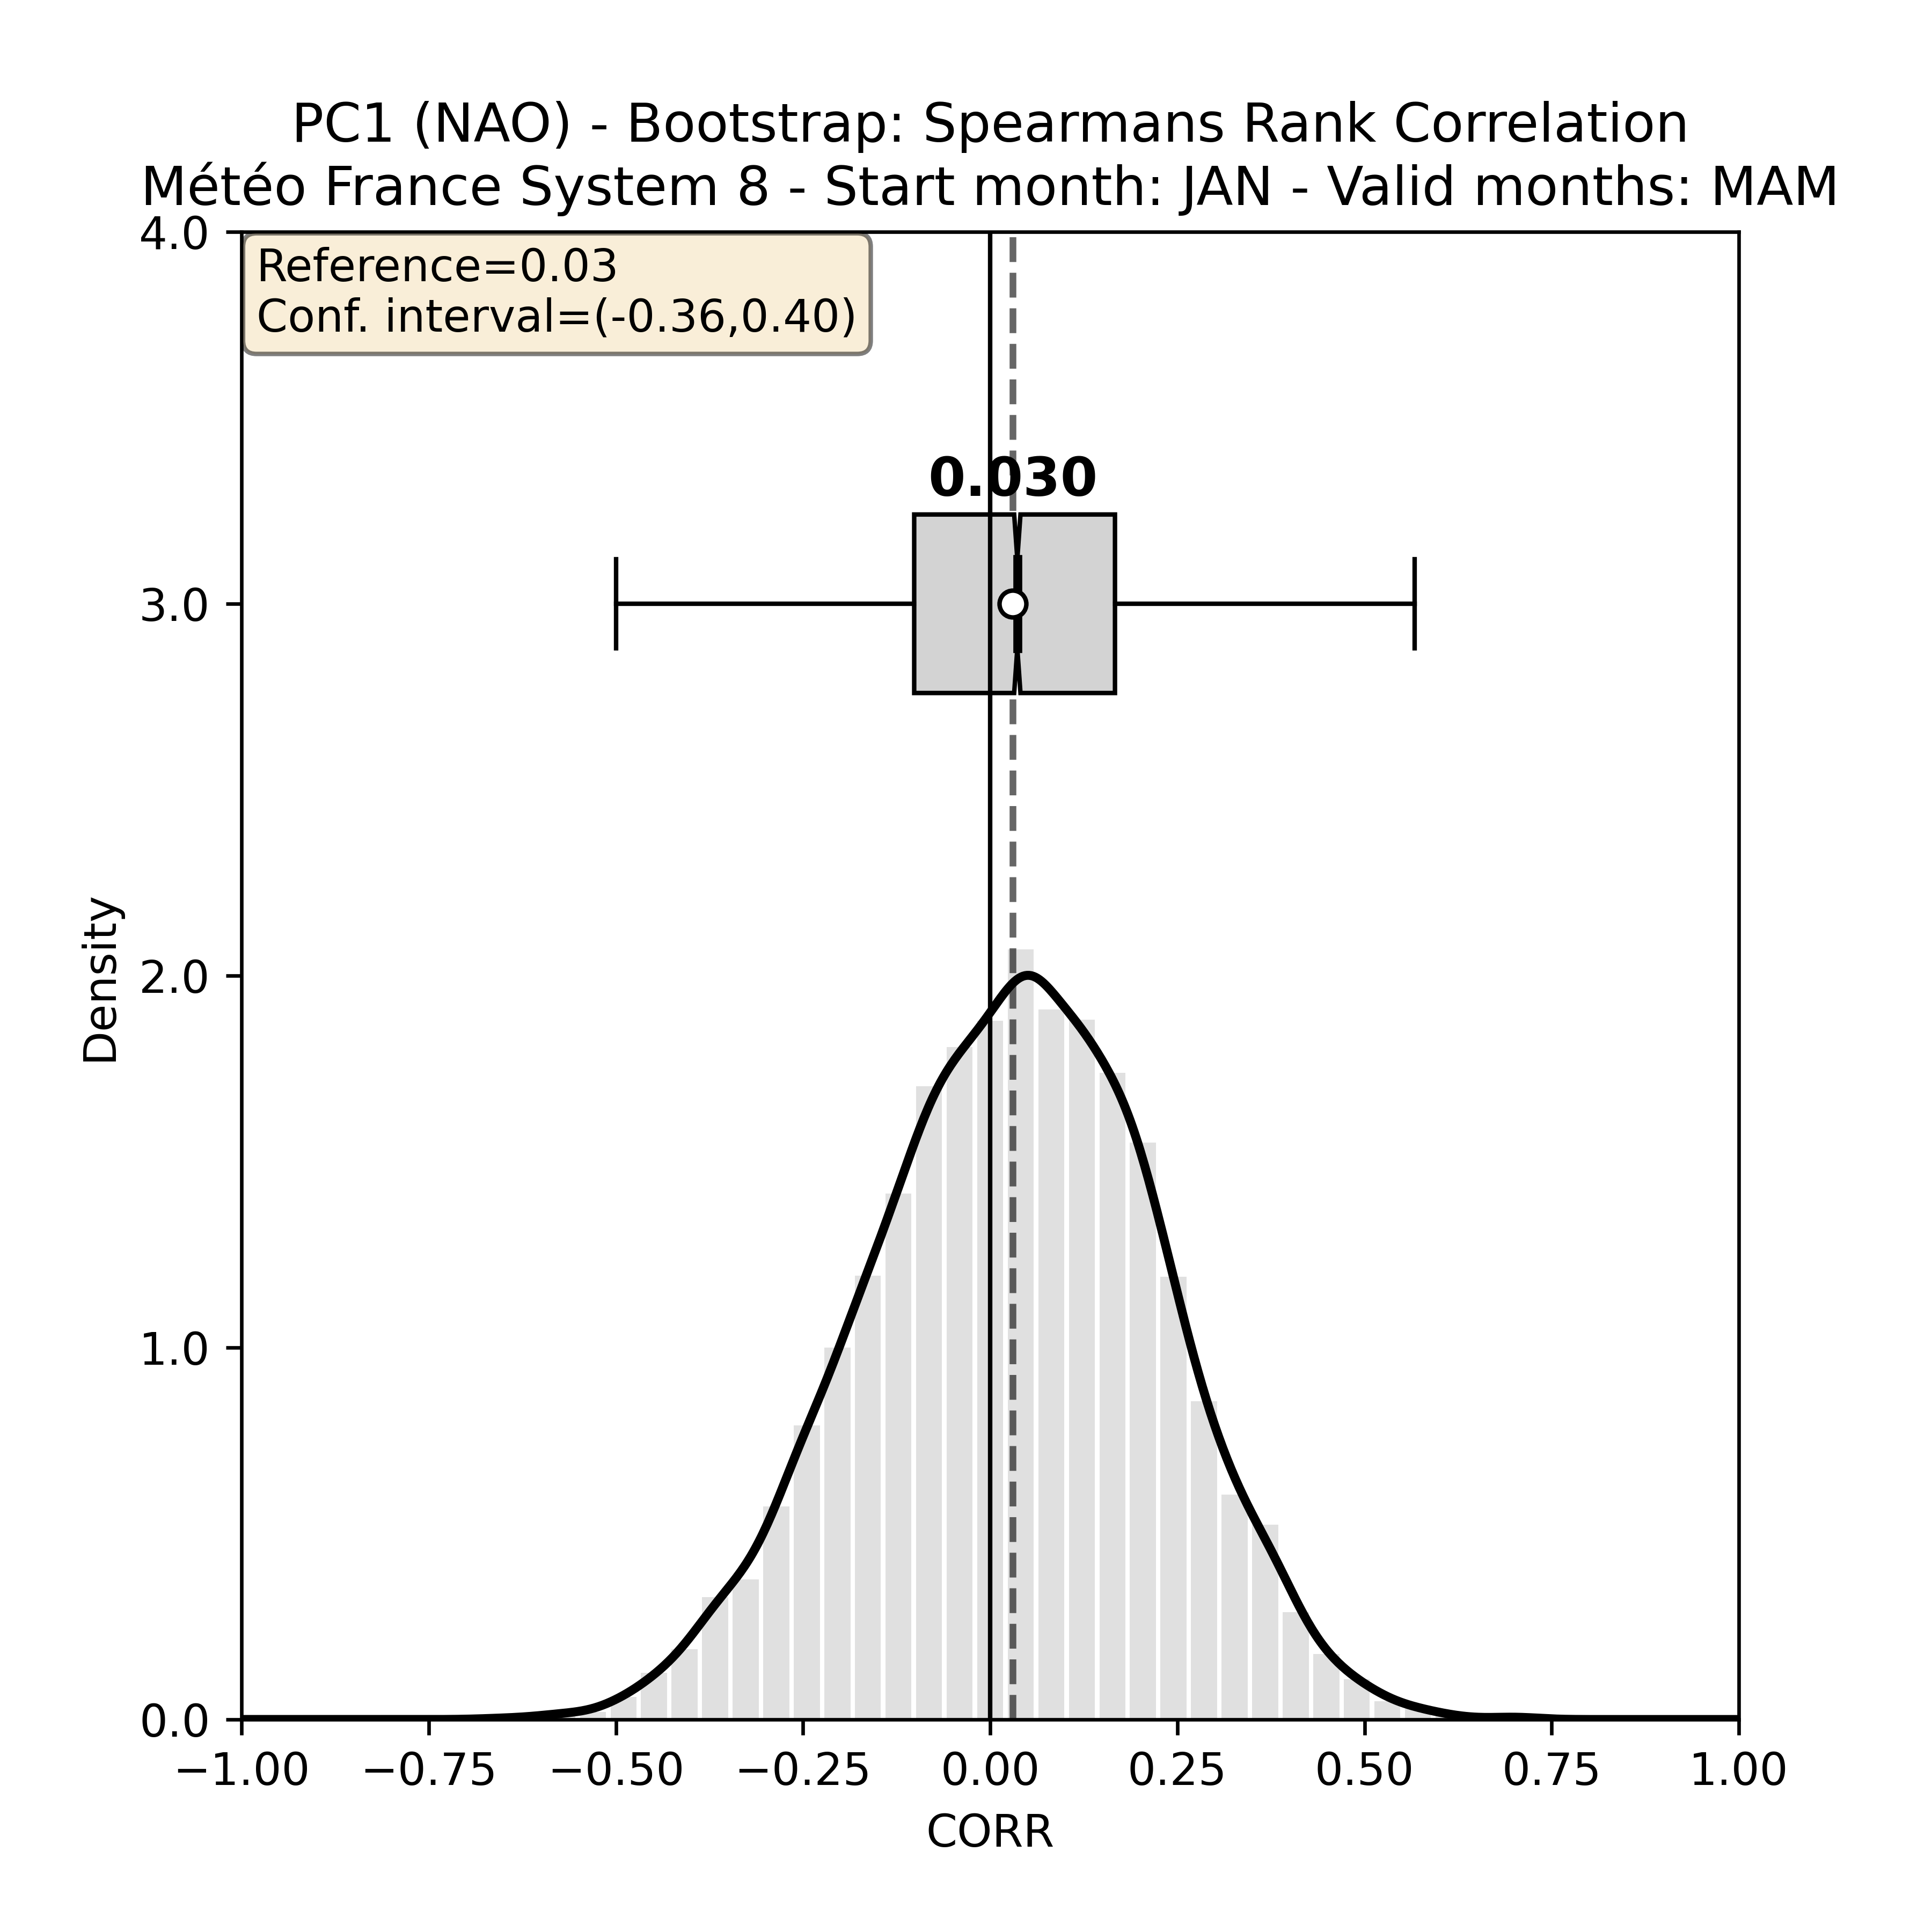 PC1 (NAO) - Bootstrap: Spearmans Rank Correlation
Météo France System 8 - Start month: JAN - Valid months: MAM
4.0
Reference=0.03
Conf. interval=(-0.36,0.40)
0.030
3.0
Density
2.0
1.0
0.0
−1.00 −0.75 −0.50 −0.25 0.00 0.25 0.50 0.75 1.00
CORR